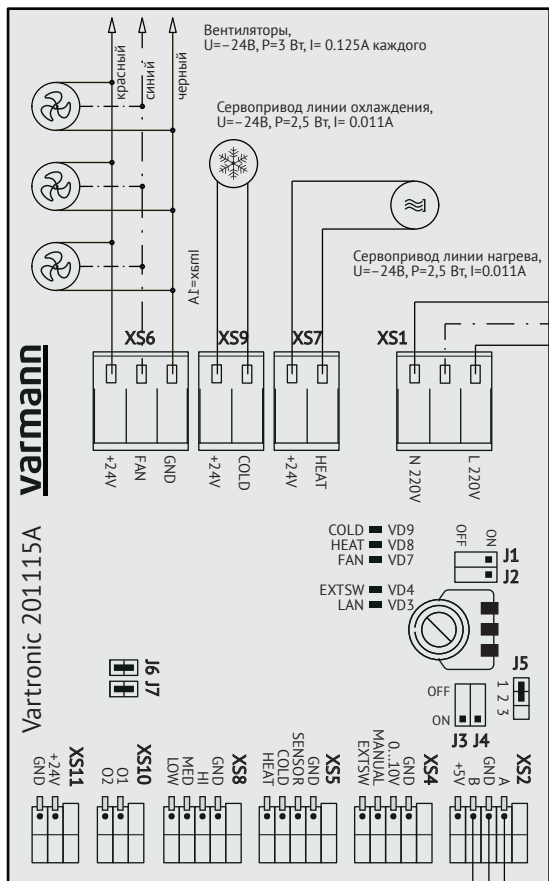 Вентиляторы,
U=–24В, P=3 Вт, I= 0.125А каждого
красный
синий
черный
Сервопривод линии охлаждения,
U=–24В, P=2,5 Вт, I= 0.011А
Сервопривод линии нагрева,
U=–24В, P=2,5 Вт, I=0.011А
Imax=1A
XS6
XS9
XS7
XS1
varmann
+24V
FAN
GND
+24V
COLD
+24V
HEAT
N 220V
L 220V
Vartronic 201115A
COLD VD9
HEAT VD8
FAN VD7
EXTSW VD4
LAN VD3
OFF
ON
J1
J2
J5
1 2 3
OFF
ON
J3 J4
J6
J7
GND
+24V
XS11
O2
O1
XS10
LOW
MED
HI
GND
XS8
HEAT
COLD
SENSOR
GND
XS5
EXTSW
MANUAL
0...10V
GND
XS4
+5V
B
GND
A
XS2